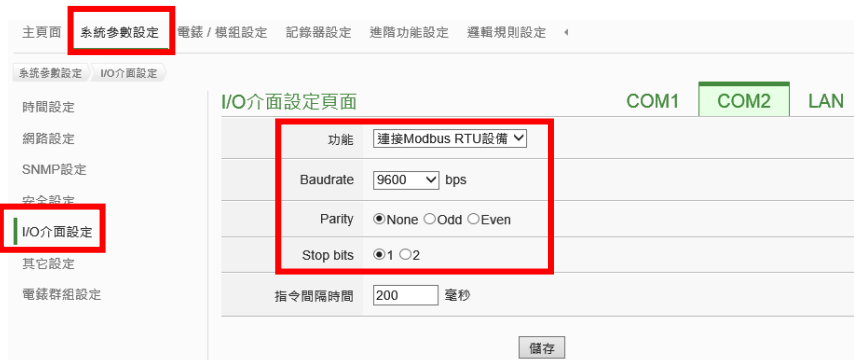 主頁面 系統參數設定 電錶 / 模組設定 記錄器設定 進階功能設定 邏輯規則設定
系統參數設定 I/O介面設定
時間設定
網路設定
SNMP設定
安全設定
I/O介面設定
其它設定
電錶群組設定
I/O介面設定頁面 COM1 COM2 LAN
功能 連接Modbus RTU設備
Baudrate 9600 bps
Parity None Odd Even
Stop bits 1 2
指令間隔時間 200 毫秒
儲存